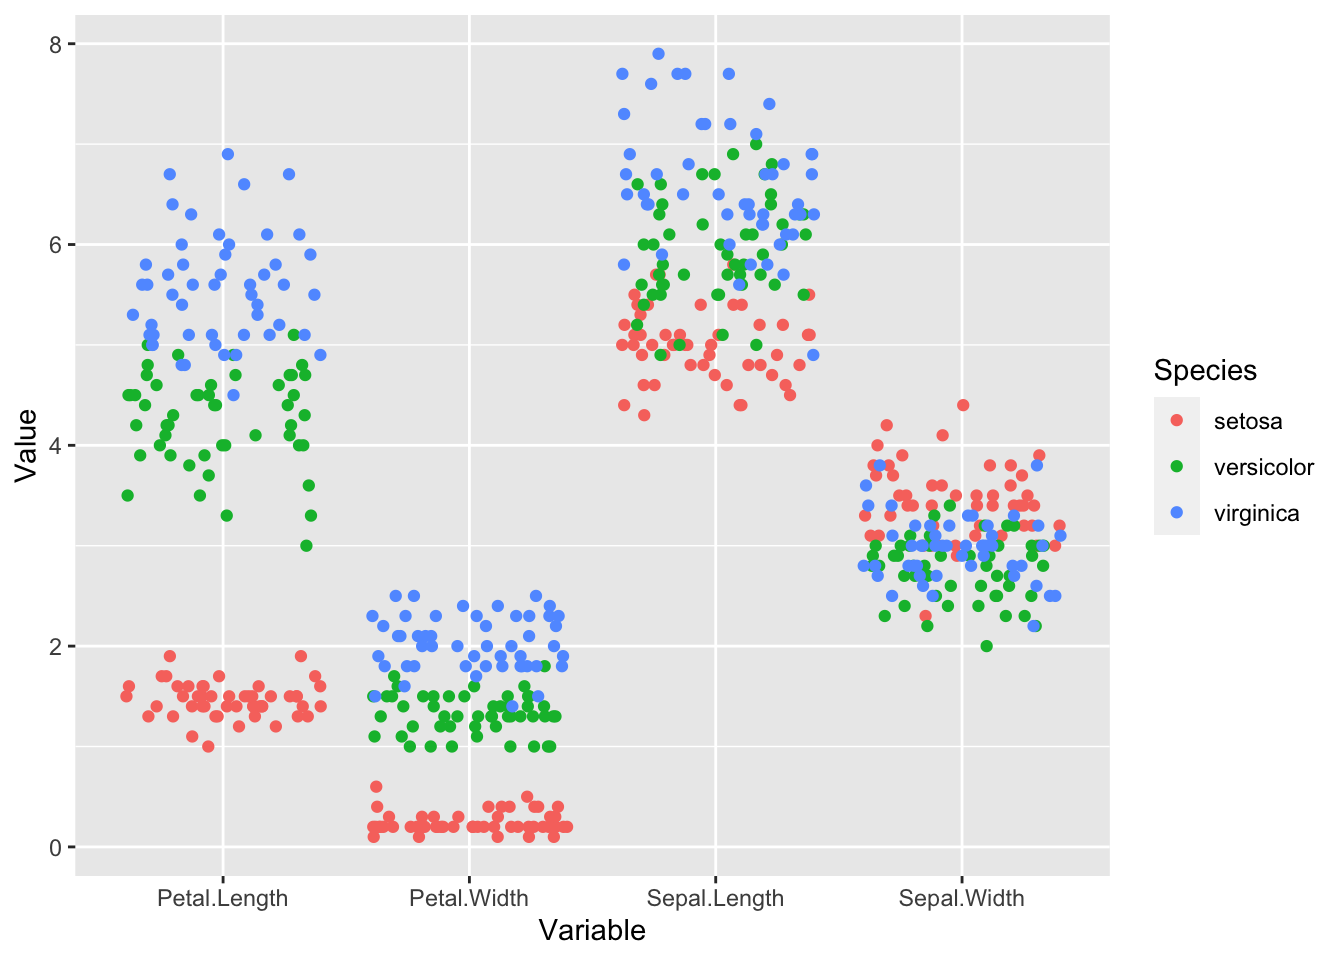 8
6
4
2
0
Value
Petal.Length
Petal.Width
Sepal.Length
Sepal.Width
Variable
Species
setosa
versicolor
virginica